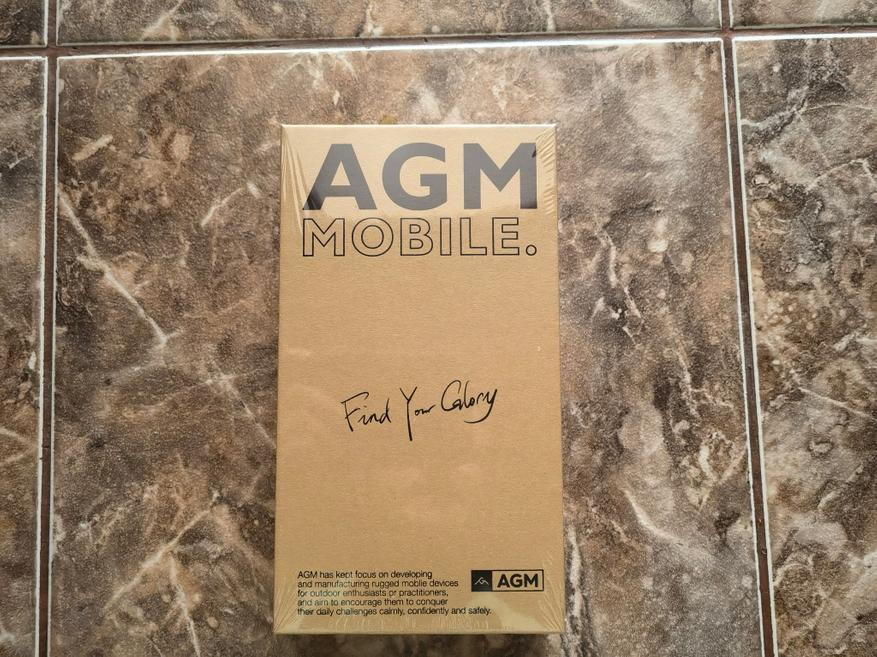 AGM
MOBILE.
Find Your Glory
AGM has kept focus on developing
and manufacturing rugged moblie devices
for outdoor enthusiasts or practitioners,
and aim to encourage them to conquer
their daily challenges calmly, confidently and safely.
AGM